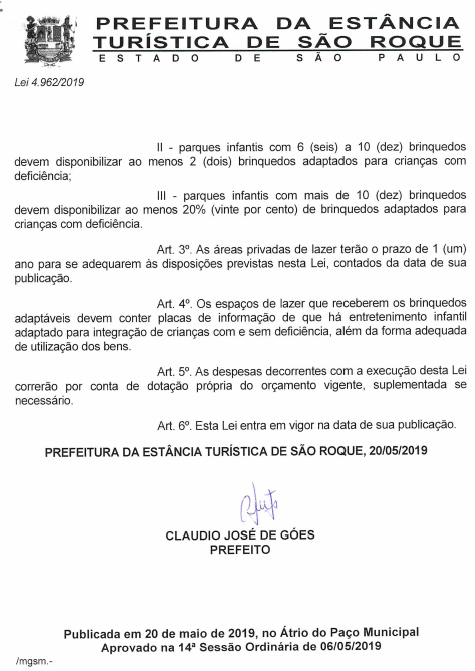 PREFEITURA DA ESTÂNCIA
TURÍSTICA DE SÃO ROQUE
ESTADO DE SÃO PAULO
Lei 4.962/2019
II - parques infantis com 6 (seis) a 10 (dez) brinquedos
devem disponibilizar ao menos 2 (dois) brinquedos adaptados para crianças com
deficiência;
III - parques infantis com mais de 10 (dez) brinquedos
devem disponibilizar ao menos 20% (vinte por cento) de brinquedos adaptados para
crianças com deficiência.
Art. 3º. As áreas privadas de lazer terão o prazo de 1 (um)
ano para se adequarem às disposições previstas nesta Lei, contados da data de sua
publicação.
Art. 4º. Os espaços de lazer que receberem os brinquedos
adaptáveis devem conter placas de informação de que há entretenimento infantil
adaptado para integração de crianças com e sem deficiência, além da forma adequada
de utilização dos bens.
Art. 5º. As despesas decorrentes com a execução desta Lei
correrão por conta de dotação própria do orçamento vigente, suplementada se
necessário.
Art. 6º. Esta Lei entra em vigor na data de sua publicação.
PREFEITURA DA ESTÂNCIA TURÍSTICA DE SÃO ROQUE, 20/05/2019
CLAUDIO JOSÉ DE GÓES
PREFEITO
Publicada em 20 de maio de 2019, no Átrio do Paço Municipal
Aprovado na 14ª Sessão Ordinária de 06/05/2019
/mgsm.-